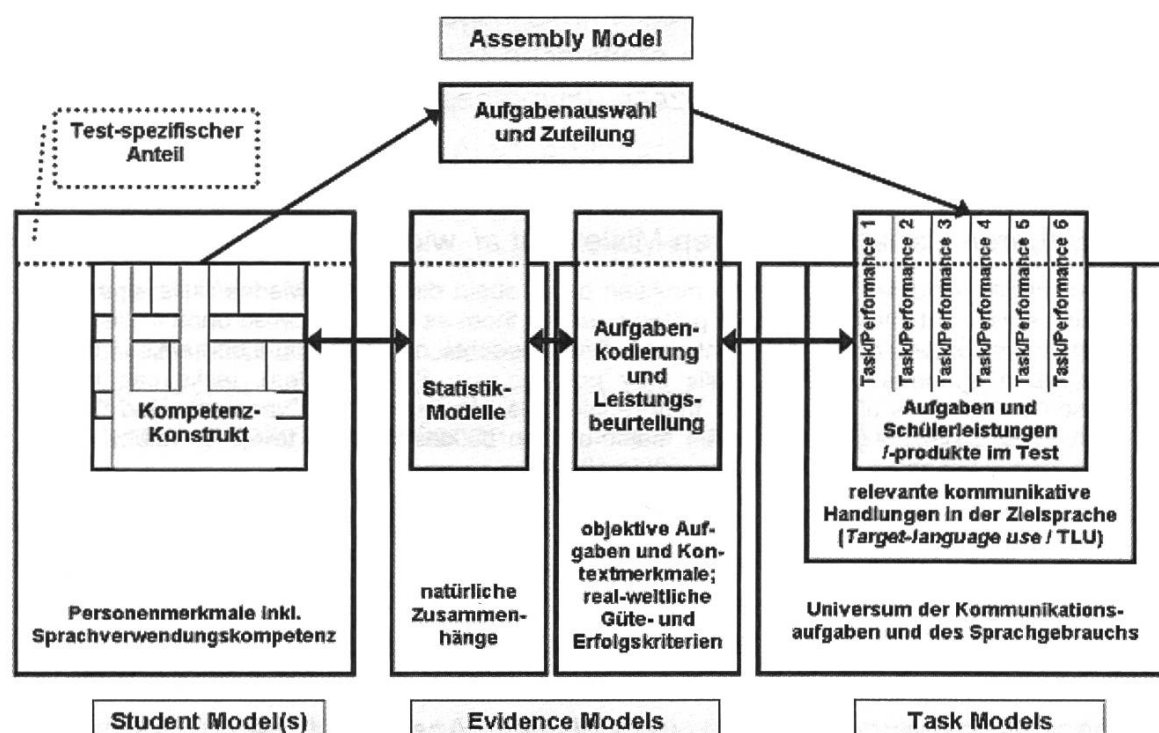 Assembly Model
Aufgabenauswahl
und Zuteilung
Test-spezifischer
Anteil
Kompetenz-
Konstrukt
Personenmerkmale inkl.
Sprachverwendungskompetenz
Statistik-
Modelle
natürliche
Zusammen-
hänge
Aufgaben-
kodierung
und
Leistungs-
beurteilung
objektive Auf-
gaben und Kon-
textmerkmale;
real-weltliche
Güte- und
Erfolgskriterien
Task/Performance 1
Task/Performance 2
Task/Performance 3
Task/Performance 4
Task/Performance 5
Task/Performance 6
Aufgaben und
Schülerleistungen
/-produkte im Test
relevante kommunikative
Handlungen in der Zielsprache
(Target-language use / TLU)
Universum der Kommunikations-
aufgaben und des Sprachgebrauchs
Student Model(s)
Evidence Models
Task Models